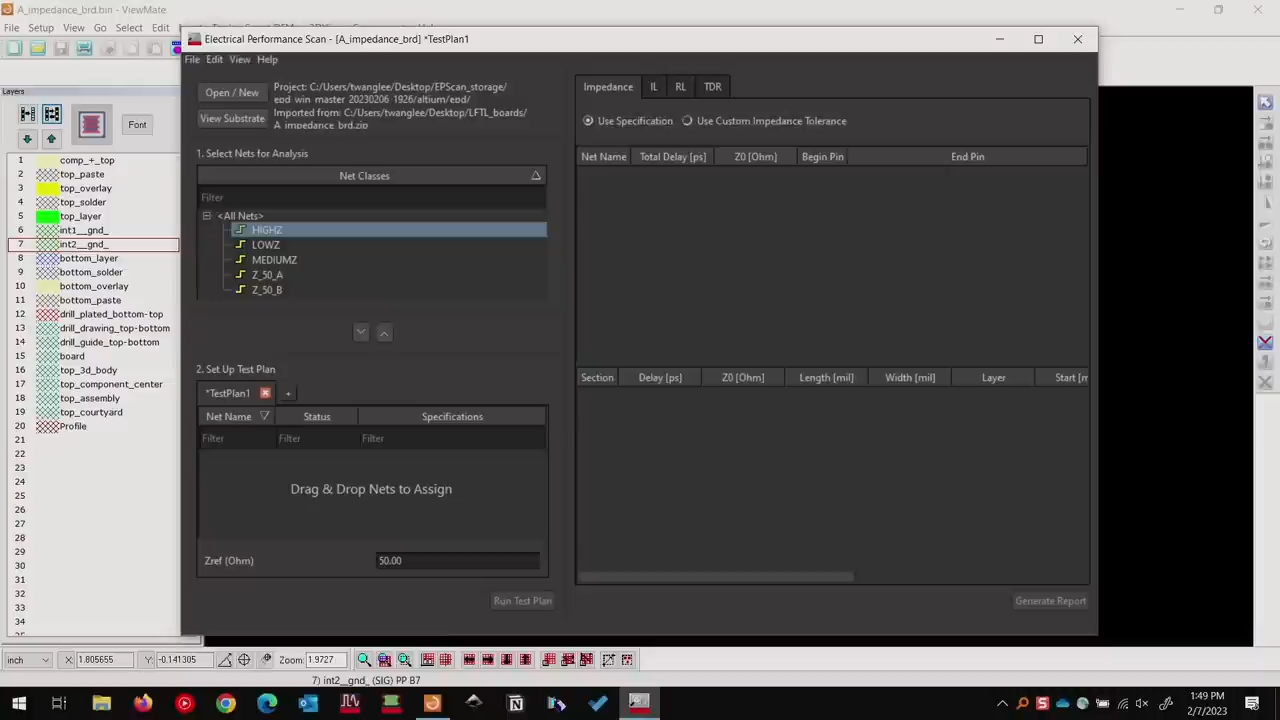 A_impedance_brd.bin: ViewMate
File Setup View Go Select Edit
Electrical Performance Scan - [A_impedance_brd] *TestPlan1
File Edit View Help
Open / New
Project: C:/Users/twanglee/Desktop/EPScan_storage/
epd_win_master_20230206_1926/altium/epd/
View Substrate
Imported from: C:/Users/twanglee/Desktop/LFTL_boards/
A_impedance_brd.zip
Layers
Font
1 comp_+_top
2 top_paste
3 top_overlay
4 top_solder
5 top_layer
6 int1__gnd_
7 int2__gnd_
8 bottom_layer
9 bottom_solder
10 bottom_overlay
11 bottom_paste
12 drill_plated_bottom-top
13 drill_drawing_top-bottom
14 drill_guide_top-bottom
15 board
16 top_3d_body
17 top_component_center
18 top_assembly
19 top_courtyard
20 Profile
21
22
23
24
25
26
27
28
29
30
31
32
33
34
1. Select Nets for Analysis
Net Classes
Filter
<All Nets>
HIGHZ
LOWZ
MEDIUMZ
Z_50_A
Z_50_B
2. Set Up Test Plan
*TestPlan1 +
Net Name Status Specifications
Filter Filter Filter
Drag & Drop Nets to Assign
Zref (Ohm) 50.00
Run Test Plan
Impedance IL RL TDR
Use Specification Use Custom Impedance Tolerance
Net Name Total Delay [ps] Z0 [Ohm] Begin Pin End Pin
Section Delay [ps] Z0 [Ohm] Length [mil] Width [mil] Layer Start [m
Generate Report
inch X 1.805655 Y -0.141305 Zoom: 1.9727
7) int2__gnd_ (SIG) PP B7
1:49 PM
2/7/2023